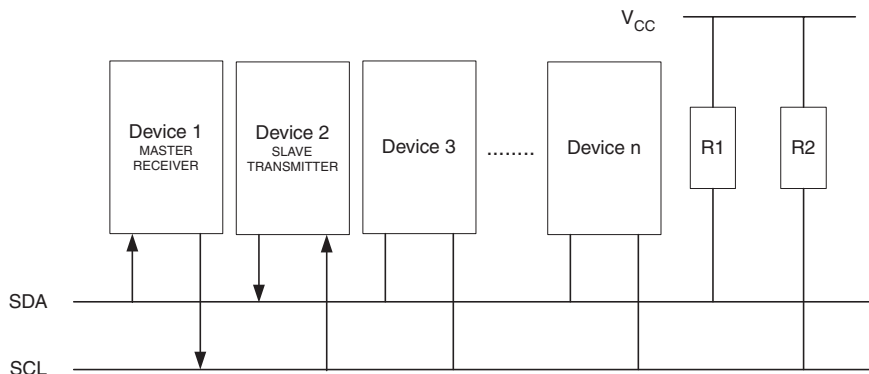 V_CC
Device 1
MASTER
RECEIVER
Device 2
SLAVE
TRANSMITTER
Device 3
........
Device n
R1
R2
SDA
SCL